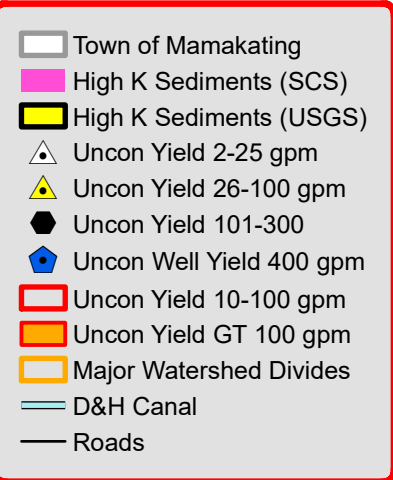 Town of Mamakating
High K Sediments (SCS)
High K Sediments (USGS)
Uncon Yield 2-25 gpm
Uncon Yield 26-100 gpm
Uncon Yield 101-300
Uncon Well Yield 400 gpm
Uncon Yield 10-100 gpm
Uncon Yield GT 100 gpm
Major Watershed Divides
D&H Canal
Roads